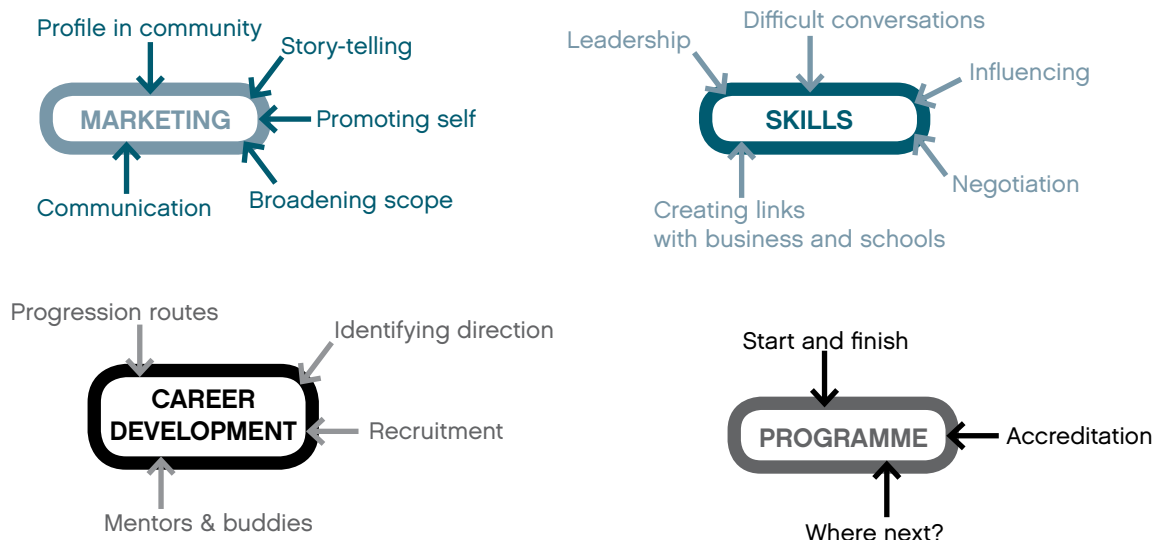 Profile in community
Story-telling
MARKETING
Promoting self
Communication
Broadening scope
Difficult conversations
Leadership
Influencing
SKILLS
Negotiation
Creating links
with business and schools
Progression routes
Identifying direction
CAREER
DEVELOPMENT
Recruitment
Mentors & buddies
Start and finish
PROGRAMME
Accreditation
Where next?